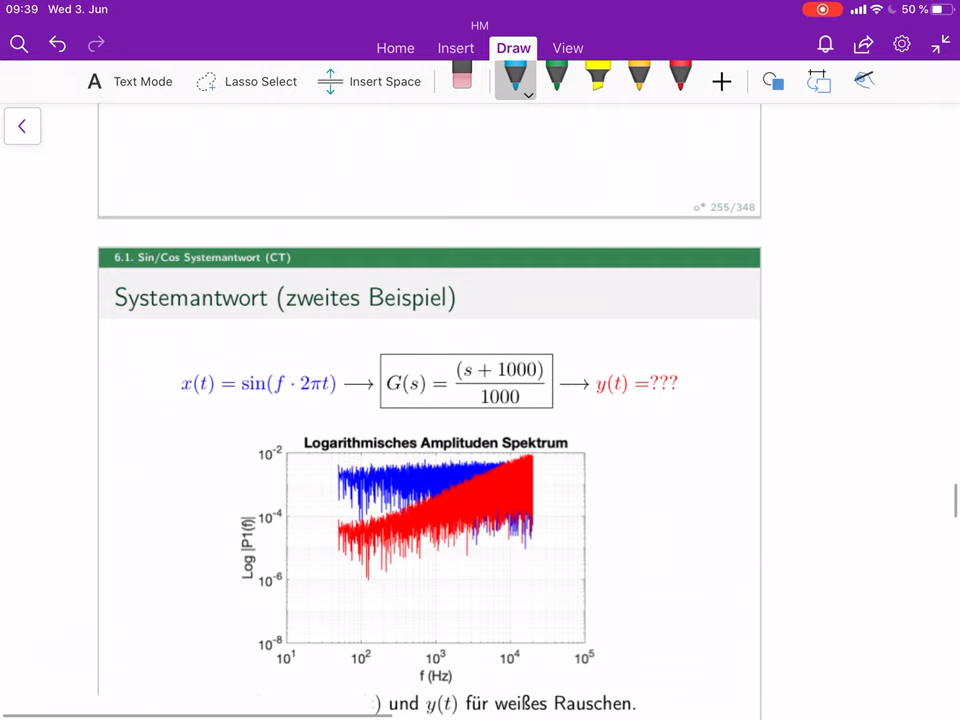 09:39 Wed 3. Jun
50 %
HM
Home Insert Draw View
A Text Mode Lasso Select Insert Space
o* 255/348
6.1. Sin/Cos Systemantwort (CT)
Systemantwort (zweites Beispiel)
x(t) = sin(f · 2πt) ⟶ G(s) = (s + 1000) / 1000 ⟶ y(t) =???
Logarithmisches Amplituden Spektrum
10^-2
10^-4
10^-6
10^-8
Log |P1(f)|
10^1 10^2 10^3 10^4 10^5
f (Hz)
) und y(t) für weißes Rauschen.